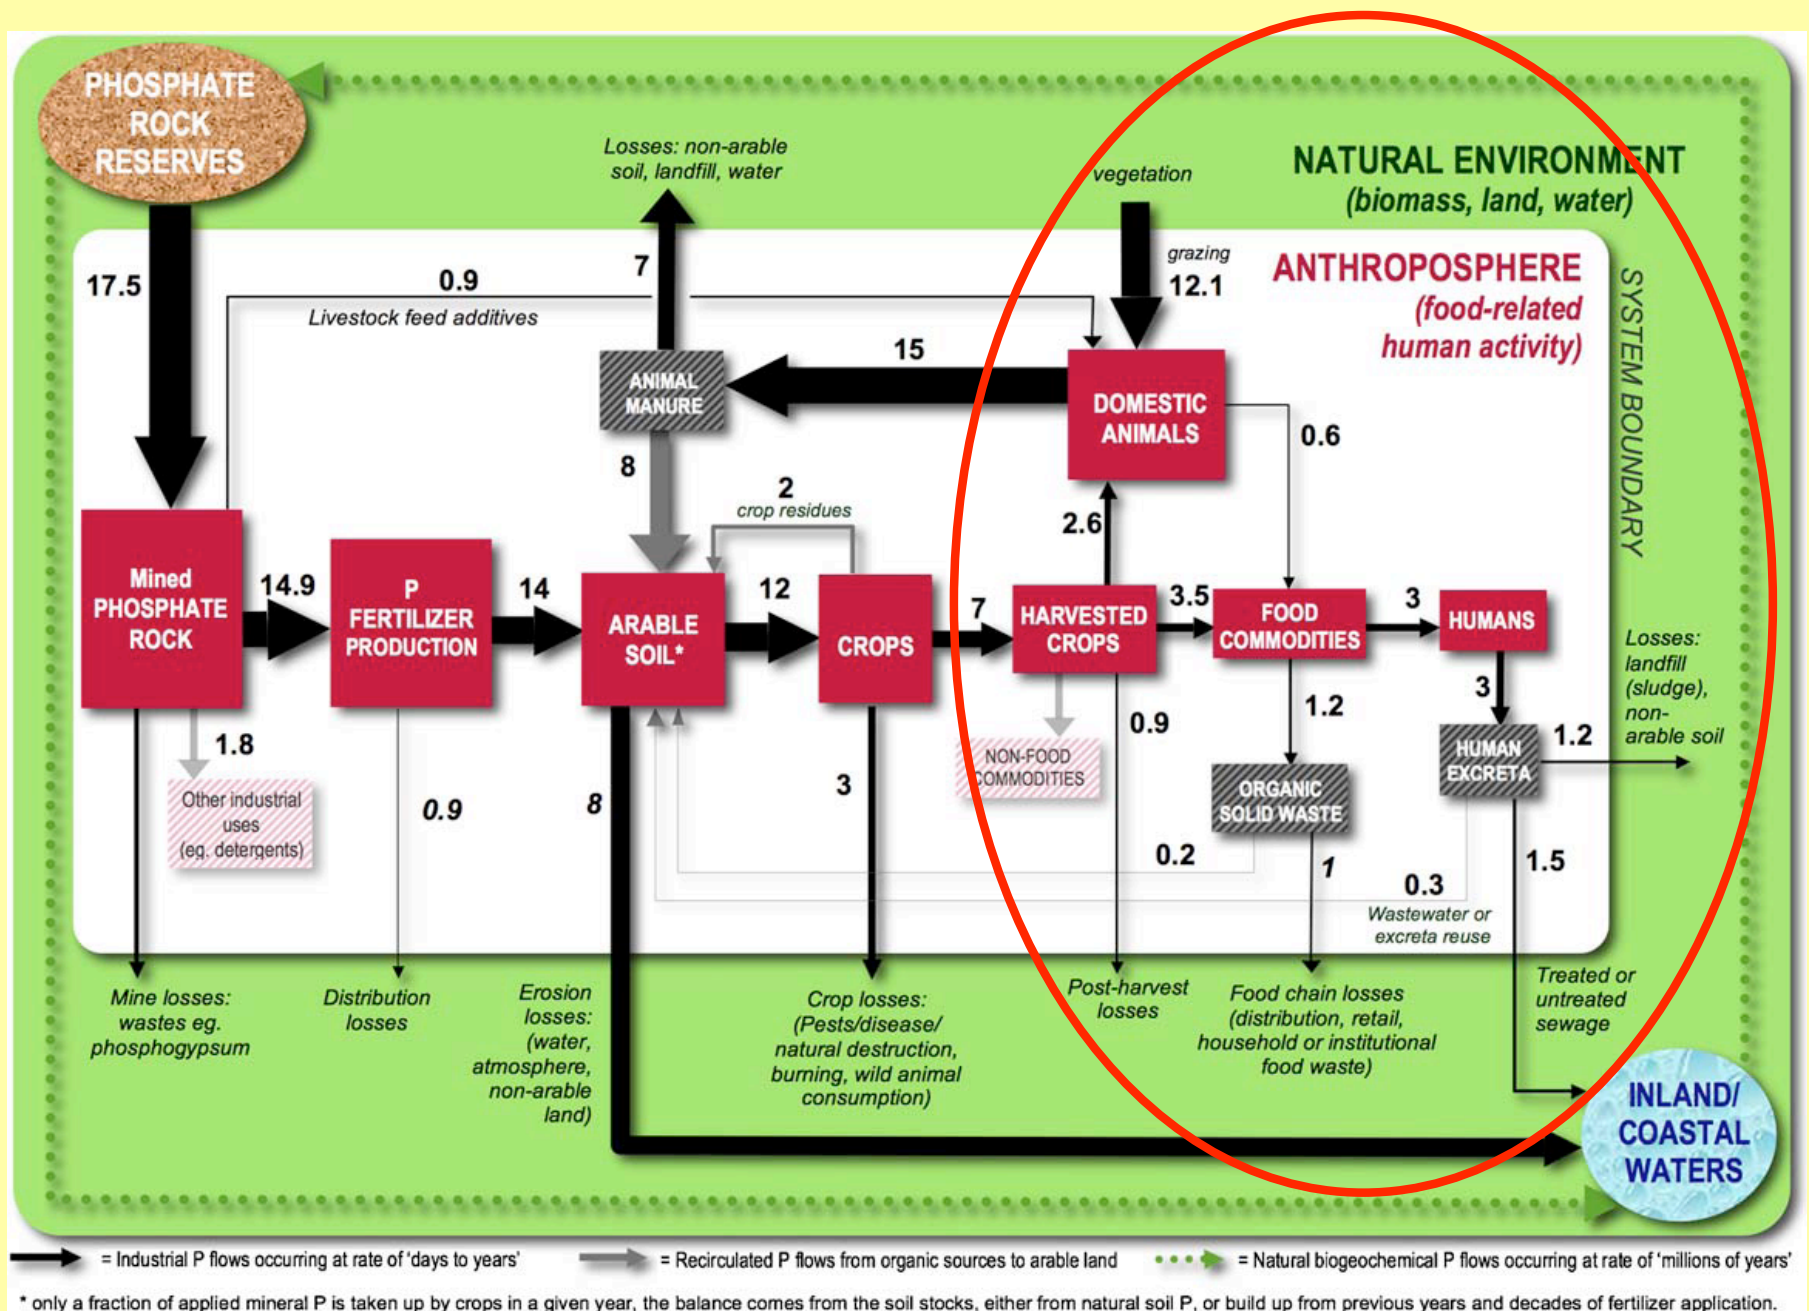 PHOSPHATE
ROCK
RESERVES
Losses: non-arable
soil, landfill, water
vegetation
NATURAL ENVIRONMENT
(biomass, land, water)
17.5
0.9
Livestock feed additives
7
grazing
12.1
ANTHROPOSPHERE
(food-related
human activity)
SYSTEM BOUNDARY
15
ANIMAL
MANURE
DOMESTIC
ANIMALS
0.6
8
2
crop residues
2.6
Mined
PHOSPHATE
ROCK
14.9
P
FERTILIZER
PRODUCTION
14
ARABLE
SOIL*
12
CROPS
7
HARVESTED
CROPS
3.5
FOOD
COMMODITIES
3
HUMANS
Losses:
landfill
(sludge),
non-
arable soil
1.8
Other industrial
uses
(eg. detergents)
0.9
8
3
NON-FOOD
COMMODITIES
0.9
1.2
ORGANIC
SOLID WASTE
3
HUMAN
EXCRETA
1.2
0.2
1
0.3
Wastewater or
excreta reuse
1.5
Mine losses:
wastes eg.
phosphogypsum
Distribution
losses
Erosion
losses:
(water,
atmosphere,
non-arable
land)
Crop losses:
(Pests/disease/
natural destruction,
burning, wild animal
consumption)
Post-harvest
losses
Food chain losses
(distribution, retail,
household or institutional
food waste)
Treated or
untreated
sewage
INLAND/
COASTAL
WATERS
= Industrial P flows occurring at rate of 'days to years'
= Recirculated P flows from organic sources to arable land
= Natural biogeochemical P flows occurring at rate of 'millions of years'
* only a fraction of applied mineral P is taken up by crops in a given year, the balance comes from the soil stocks, either from natural soil P, or build up from previous years and decades of fertilizer application.